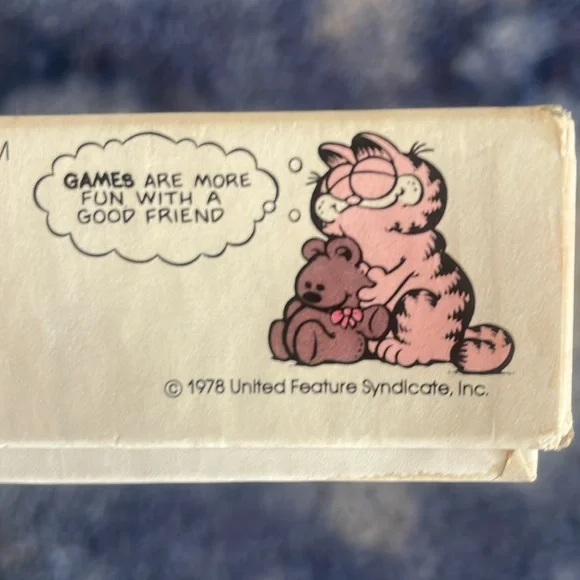 M
GAMES ARE MORE
FUN WITH A
GOOD FRIEND
© 1978 United Feature Syndicate, Inc.